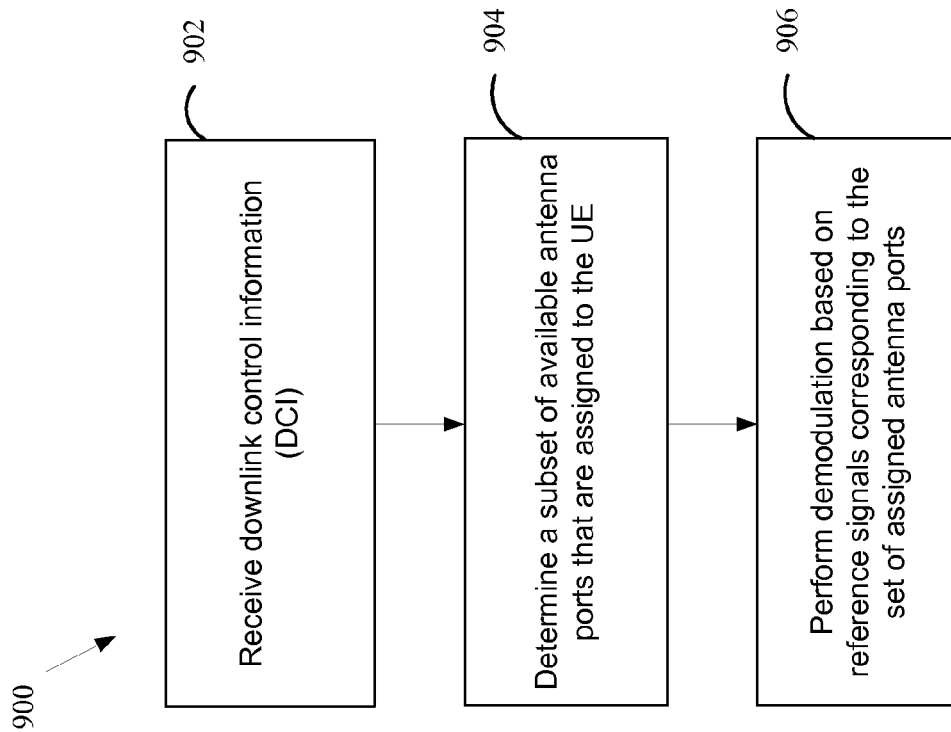 900
902
Receive downlink control information
(DCI)
904
Determine a subset of available antenna
ports that are assigned to the UE
906
Perform demodulation based on
reference signals corresponding to the
set of assigned antenna ports